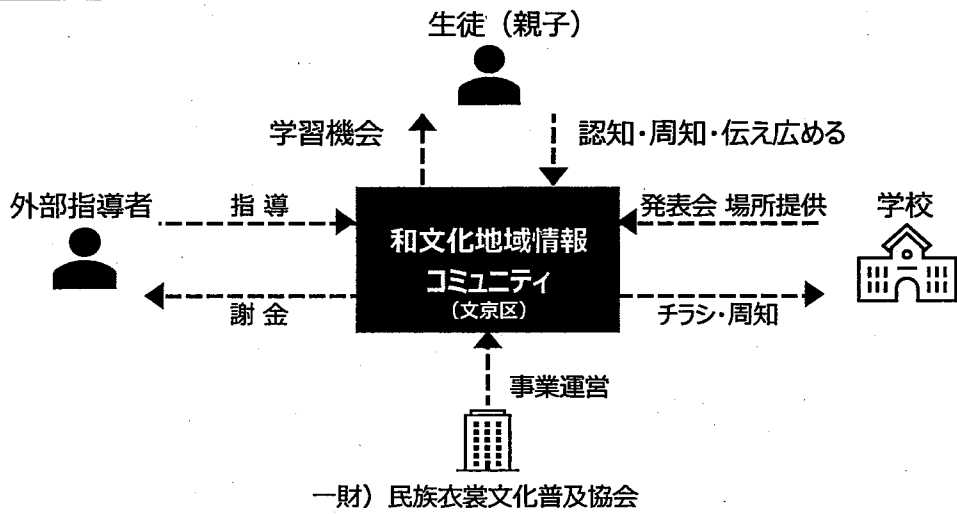 生徒（親子）
学習機会
認知・周知・伝え広める
外部指導者
指導
発表会 場所提供
学校
和文化地域情報
コミュニティ
（文京区）
謝金
チラシ・周知
事業運営
一財）民族衣裳文化普及協会